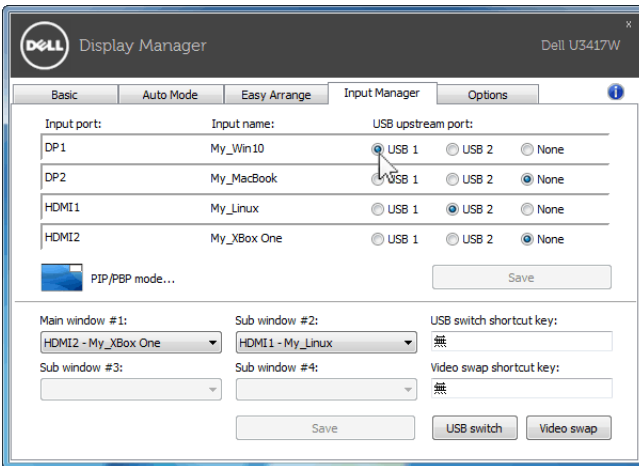 x
DELL Display Manager Dell U3417W
Basic Auto Mode Easy Arrange Input Manager Options i
Input port: Input name: USB upstream port:
DP1 My_Win10 USB 1 USB 2 None
DP2 My_MacBook USB 1 USB 2 None
HDMI1 My_Linux USB 1 USB 2 None
HDMI2 My_XBox One USB 1 USB 2 None
PIP/PBP mode... Save
Main window #1: Sub window #2: USB switch shortcut key:
HDMI2 - My_XBox One HDMI1 - My_Linux 無
Sub window #3: Sub window #4: Video swap shortcut key:
無
Save USB switch Video swap